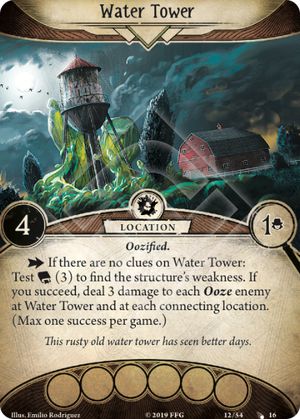 Water Tower
4
1
LOCATION
Oozified.
If there are no clues on Water Tower:
Test (3) to find the structure's weakness. If
you succeed, deal 3 damage to each Ooze enemy
at Water Tower and at each connecting location.
(Max one success per game.)
This rusty old water tower has seen better days.
Illus. Emilio Rodriguez © 2019 FFG 12/54 16